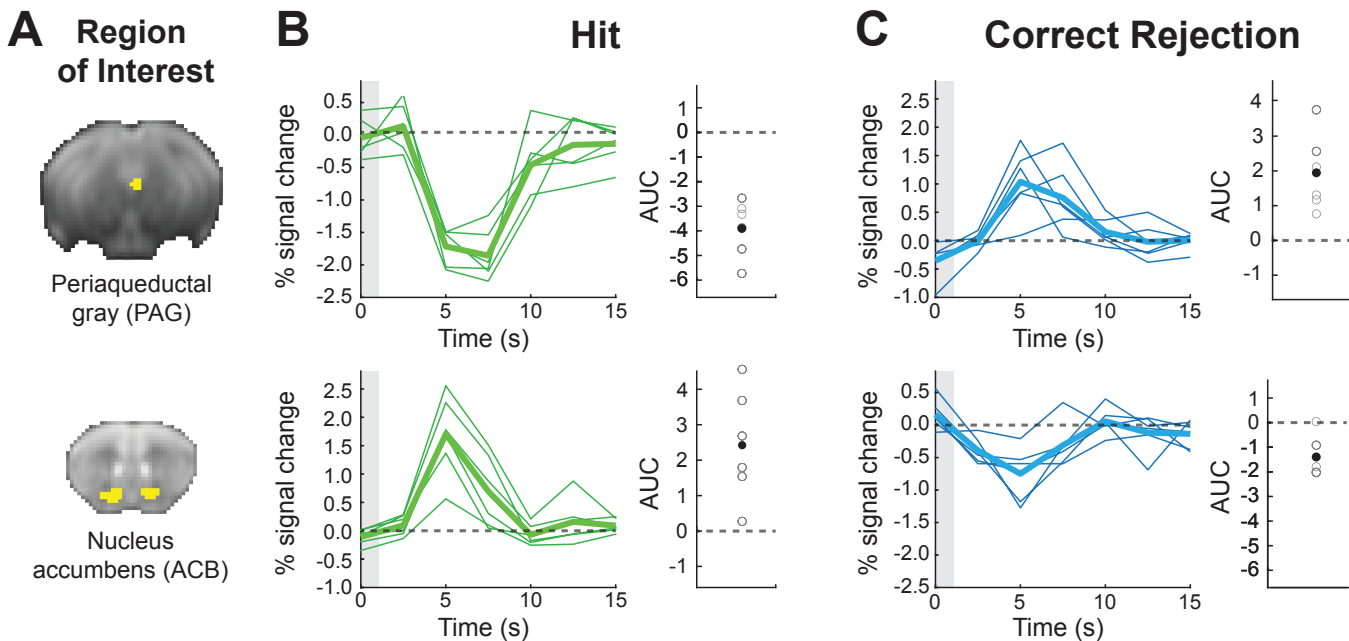 A
Region
of Interest
Periaqueductal
gray (PAG)
Nucleus
accumbens (ACB)
B
Hit
% signal change
0.5
0.0
-0.5
-1.0
-1.5
-2.0
-2.5
0 5 10 15
Time (s)
AUC
1
0
-1
-2
-3
-4
-5
-6
% signal change
2.5
2.0
1.5
1.0
0.5
0.0
-0.5
-1.0
0 5 10 15
Time (s)
AUC
4
3
2
1
0
-1
C
Correct Rejection
% signal change
2.5
2.0
1.5
1.0
0.5
0.0
-0.5
-1.0
0 5 10 15
Time (s)
AUC
4
3
2
1
0
-1
% signal change
0.5
0.0
-0.5
-1.0
-1.5
-2.0
-2.5
0 5 10 15
Time (s)
AUC
1
0
-1
-2
-3
-4
-5
-6